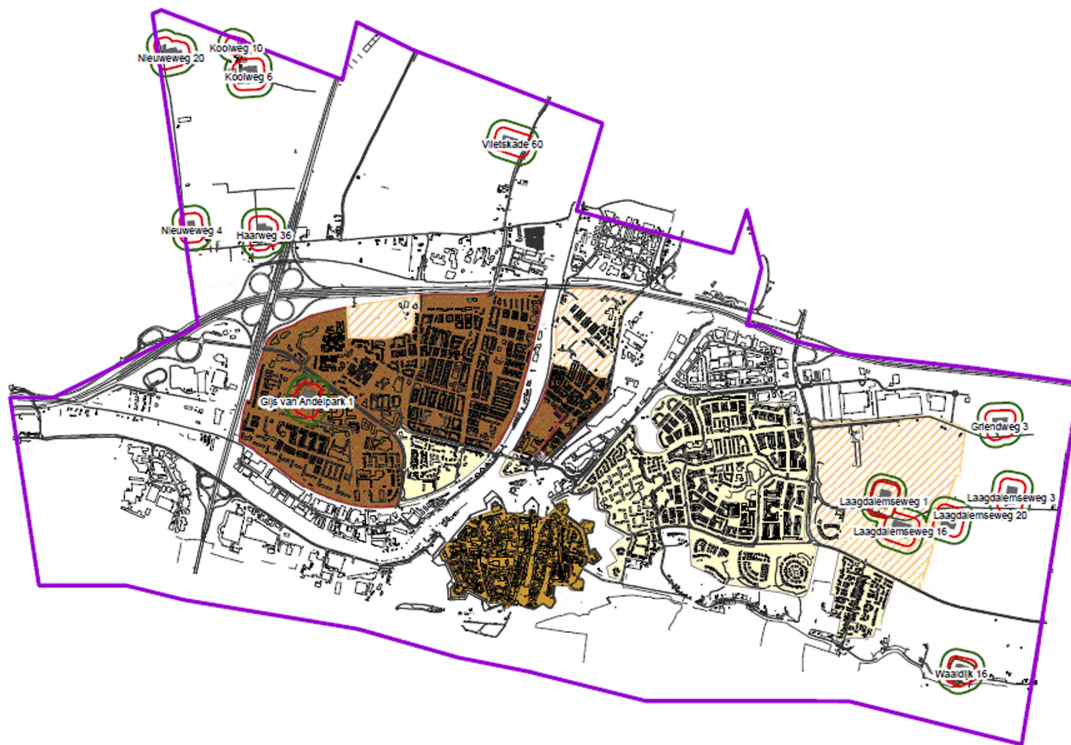 Koolweg 10
Nieuweweg 20
Koolweg 6
Vlietskade 60
Nieuweweg 4
Haarweg 36
Gijs van Andelpark 1
Griendweg 3
Laagdalemseweg 3
Laagdalemseweg 1
Laagdalemseweg 20
Laagdalemseweg 16
Waaldijk 16